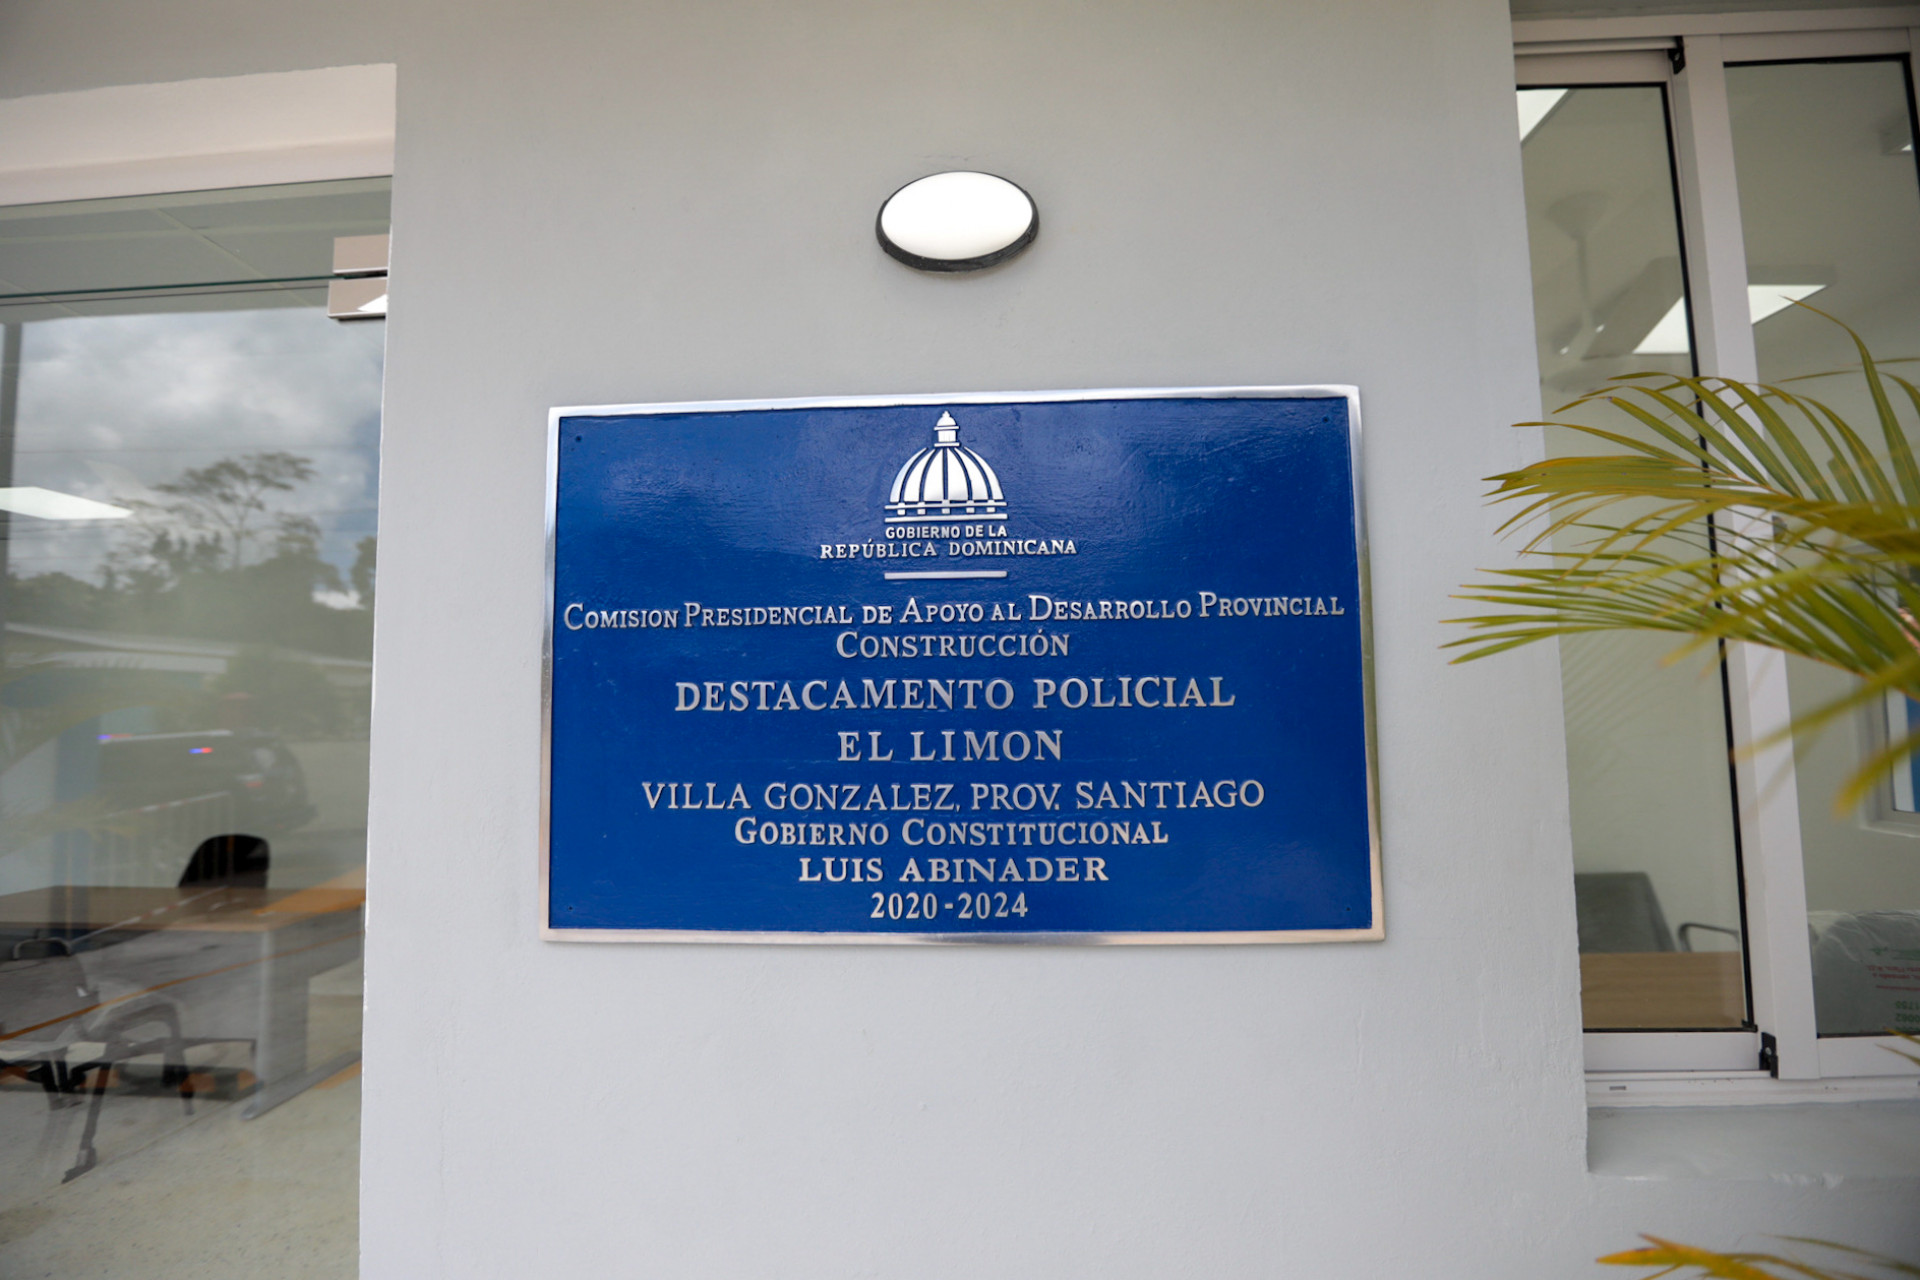 GOBIERNO DE LA
REPÚBLICA DOMINICANA
COMISION PRESIDENCIAL DE APOYO AL DESARROLLO PROVINCIAL
CONSTRUCCIÓN
DESTACAMENTO POLICIAL
EL LIMON
VILLA GONZALEZ, PROV. SANTIAGO
GOBIERNO CONSTITUCIONAL
LUIS ABINADER
2020-2024